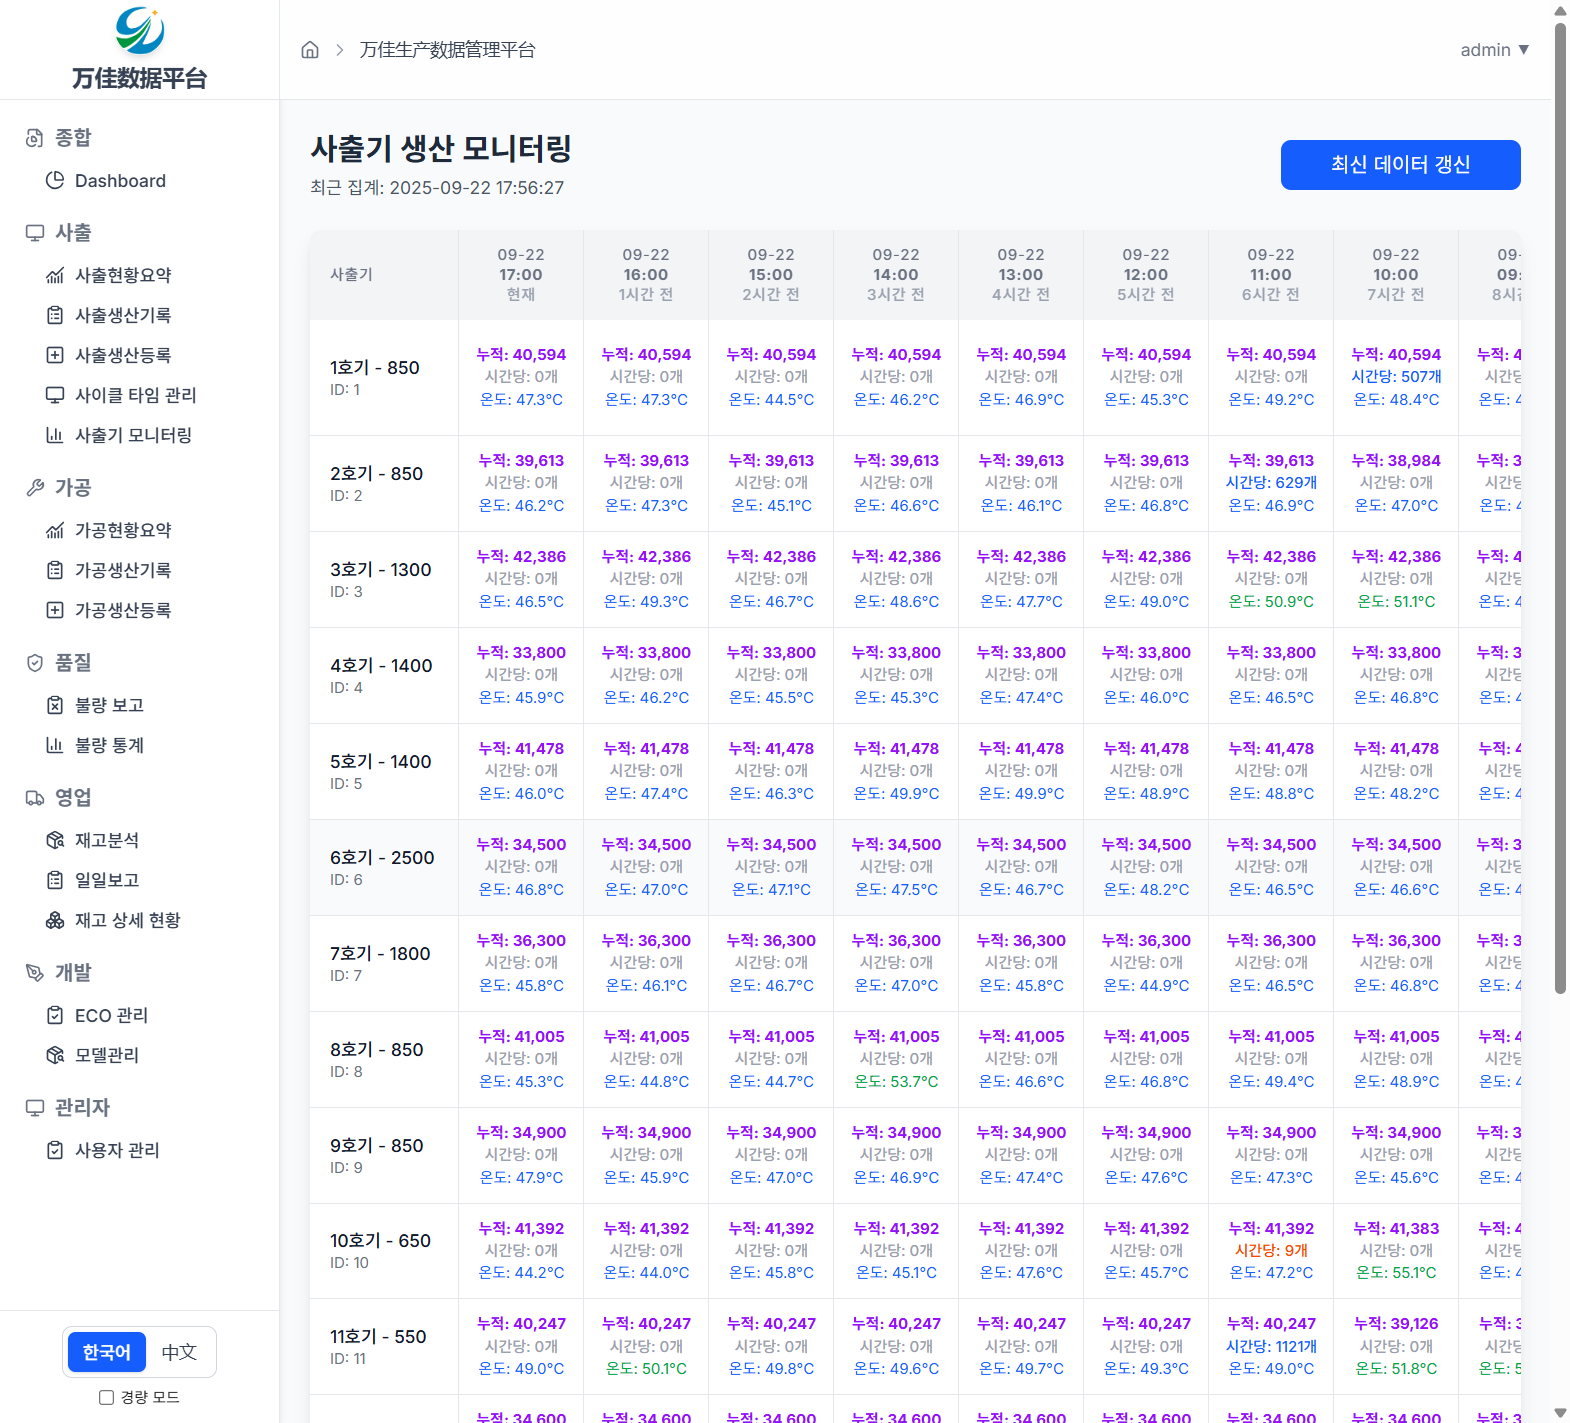 万佳数据平台
종합
Dashboard
사출
사출현황요약
사출생산기록
사출생산등록
사이클 타임 관리
사출기 모니터링
가공
가공현황요약
가공생산기록
가공생산등록
품질
불량 보고
불량 통계
영업
재고분석
일일보고
재고 상세 현황
개발
ECO 관리
모델관리
관리자
사용자 관리
한국어 中文
경량 모드
万佳生产数据管理平台
admin ▼
사출기 생산 모니터링
최근 집계: 2025-09-22 17:56:27
최신 데이터 갱신
사출기
09-22 09-22 09-22 09-22 09-22 09-22 09-22 09-22 09-
17:00 16:00 15:00 14:00 13:00 12:00 11:00 10:00 09:
현재 1시간 전 2시간 전 3시간 전 4시간 전 5시간 전 6시간 전 7시간 전 8시간
1호기 - 850
ID: 1
누적: 40,594 누적: 40,594 누적: 40,594 누적: 40,594 누적: 40,594 누적: 40,594 누적: 40,594 누적: 40,594 누적: 4
시간당: 0개 시간당: 0개 시간당: 0개 시간당: 0개 시간당: 0개 시간당: 0개 시간당: 0개 시간당: 507개 시간당
온도: 47.3°C 온도: 47.3°C 온도: 44.5°C 온도: 46.2°C 온도: 46.9°C 온도: 45.3°C 온도: 49.2°C 온도: 48.4°C 온도: 4
2호기 - 850
ID: 2
누적: 39,613 누적: 39,613 누적: 39,613 누적: 39,613 누적: 39,613 누적: 39,613 누적: 39,613 누적: 38,984 누적: 3
시간당: 0개 시간당: 0개 시간당: 0개 시간당: 0개 시간당: 0개 시간당: 0개 시간당: 629개 시간당: 0개 시간당
온도: 46.2°C 온도: 47.3°C 온도: 45.1°C 온도: 46.6°C 온도: 46.1°C 온도: 46.8°C 온도: 46.9°C 온도: 47.0°C 온도: 4
3호기 - 1300
ID: 3
누적: 42,386 누적: 42,386 누적: 42,386 누적: 42,386 누적: 42,386 누적: 42,386 누적: 42,386 누적: 42,386 누적: 4
시간당: 0개 시간당: 0개 시간당: 0개 시간당: 0개 시간당: 0개 시간당: 0개 시간당: 0개 시간당: 0개 시간당
온도: 46.5°C 온도: 49.3°C 온도: 46.7°C 온도: 48.6°C 온도: 47.7°C 온도: 49.0°C 온도: 50.9°C 온도: 51.1°C 온도: 4
4호기 - 1400
ID: 4
누적: 33,800 누적: 33,800 누적: 33,800 누적: 33,800 누적: 33,800 누적: 33,800 누적: 33,800 누적: 33,800 누적: 3
시간당: 0개 시간당: 0개 시간당: 0개 시간당: 0개 시간당: 0개 시간당: 0개 시간당: 0개 시간당: 0개 시간당
온도: 45.9°C 온도: 46.2°C 온도: 45.5°C 온도: 45.3°C 온도: 47.4°C 온도: 46.0°C 온도: 46.5°C 온도: 46.8°C 온도: 4
5호기 - 1400
ID: 5
누적: 41,478 누적: 41,478 누적: 41,478 누적: 41,478 누적: 41,478 누적: 41,478 누적: 41,478 누적: 41,478 누적: 4
시간당: 0개 시간당: 0개 시간당: 0개 시간당: 0개 시간당: 0개 시간당: 0개 시간당: 0개 시간당: 0개 시간당
온도: 46.0°C 온도: 47.4°C 온도: 46.3°C 온도: 49.9°C 온도: 49.9°C 온도: 48.9°C 온도: 48.8°C 온도: 48.2°C 온도: 4
6호기 - 2500
ID: 6
누적: 34,500 누적: 34,500 누적: 34,500 누적: 34,500 누적: 34,500 누적: 34,500 누적: 34,500 누적: 34,500 누적: 3
시간당: 0개 시간당: 0개 시간당: 0개 시간당: 0개 시간당: 0개 시간당: 0개 시간당: 0개 시간당: 0개 시간당
온도: 46.8°C 온도: 47.0°C 온도: 47.1°C 온도: 47.5°C 온도: 46.7°C 온도: 48.2°C 온도: 46.5°C 온도: 46.6°C 온도: 4
7호기 - 1800
ID: 7
누적: 36,300 누적: 36,300 누적: 36,300 누적: 36,300 누적: 36,300 누적: 36,300 누적: 36,300 누적: 36,300 누적: 3
시간당: 0개 시간당: 0개 시간당: 0개 시간당: 0개 시간당: 0개 시간당: 0개 시간당: 0개 시간당: 0개 시간당
온도: 45.8°C 온도: 46.1°C 온도: 46.7°C 온도: 47.0°C 온도: 45.8°C 온도: 44.9°C 온도: 46.5°C 온도: 46.8°C 온도: 4
8호기 - 850
ID: 8
누적: 41,005 누적: 41,005 누적: 41,005 누적: 41,005 누적: 41,005 누적: 41,005 누적: 41,005 누적: 41,005 누적: 4
시간당: 0개 시간당: 0개 시간당: 0개 시간당: 0개 시간당: 0개 시간당: 0개 시간당: 0개 시간당: 0개 시간당
온도: 45.3°C 온도: 44.8°C 온도: 44.7°C 온도: 53.7°C 온도: 46.6°C 온도: 46.8°C 온도: 49.4°C 온도: 48.9°C 온도: 4
9호기 - 850
ID: 9
누적: 34,900 누적: 34,900 누적: 34,900 누적: 34,900 누적: 34,900 누적: 34,900 누적: 34,900 누적: 34,900 누적: 3
시간당: 0개 시간당: 0개 시간당: 0개 시간당: 0개 시간당: 0개 시간당: 0개 시간당: 0개 시간당: 0개 시간당
온도: 47.9°C 온도: 45.9°C 온도: 47.0°C 온도: 46.9°C 온도: 47.4°C 온도: 47.6°C 온도: 47.3°C 온도: 45.6°C 온도: 4
10호기 - 650
ID: 10
누적: 41,392 누적: 41,392 누적: 41,392 누적: 41,392 누적: 41,392 누적: 41,392 누적: 41,392 누적: 41,383 누적: 4
시간당: 0개 시간당: 0개 시간당: 0개 시간당: 0개 시간당: 0개 시간당: 0개 시간당: 9개 시간당: 0개 시간당
온도: 44.2°C 온도: 44.0°C 온도: 45.8°C 온도: 45.1°C 온도: 47.6°C 온도: 45.7°C 온도: 47.2°C 온도: 55.1°C 온도: 4
11호기 - 550
ID: 11
누적: 40,247 누적: 40,247 누적: 40,247 누적: 40,247 누적: 40,247 누적: 40,247 누적: 40,247 누적: 39,126 누적: 3
시간당: 0개 시간당: 0개 시간당: 0개 시간당: 0개 시간당: 0개 시간당: 0개 시간당: 1121개 시간당: 0개 시간당
온도: 49.0°C 온도: 50.1°C 온도: 49.8°C 온도: 49.6°C 온도: 49.7°C 온도: 49.3°C 온도: 49.0°C 온도: 51.8°C 온도: 5
누적: 34,600 누적: 34,600 누적: 34,600 누적: 34,600 누적: 34,600 누적: 34,600 누적: 34,600 누적: 34,600 누적: 3